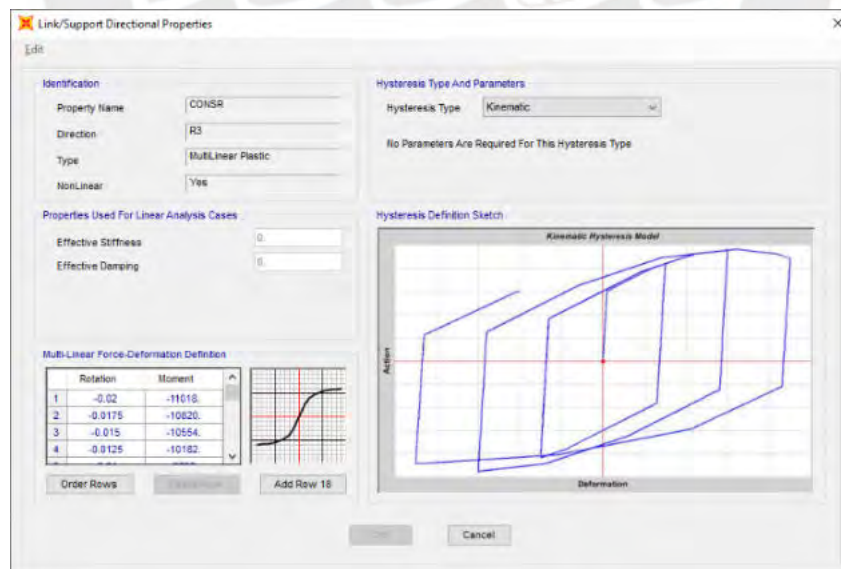 Link/Support Directional Properties
Edit
Identification
Property Name CONSR
Direction R3
Type MultiLinear Plastic
NonLinear Yes
Hysteresis Type And Parameters
Hysteresis Type Kinematic
No Parameters Are Required For This Hysteresis Type
Properties Used For Linear Analysis Cases
Effective Stiffness 0.
Effective Damping 0.
Hysteresis Definition Sketch
Kinematic Hysteresis Model
Action
Deformation
Multi-Linear Force-Deformation Definition
Rotation Moment
1 -0.02 -11018.
2 -0.0175 -10820.
3 -0.015 -10554.
4 -0.0125 -10182.
Order Rows Add Row 18
Cancel